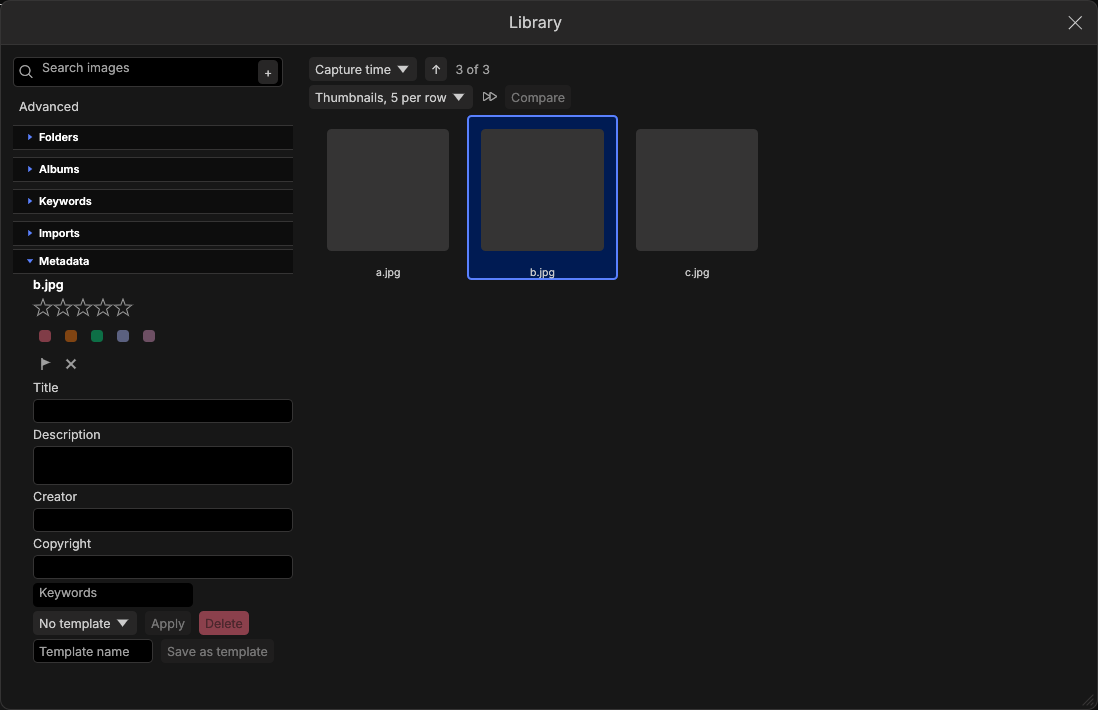 Library
Search images
+
Advanced
Folders
Albums
Keywords
Imports
Metadata
b.jpg
Title
Description
Creator
Copyright
Keywords
No template
Apply
Delete
Template name
Save as template
Capture time
3 of 3
Thumbnails, 5 per row
Compare
a.jpg
b.jpg
c.jpg